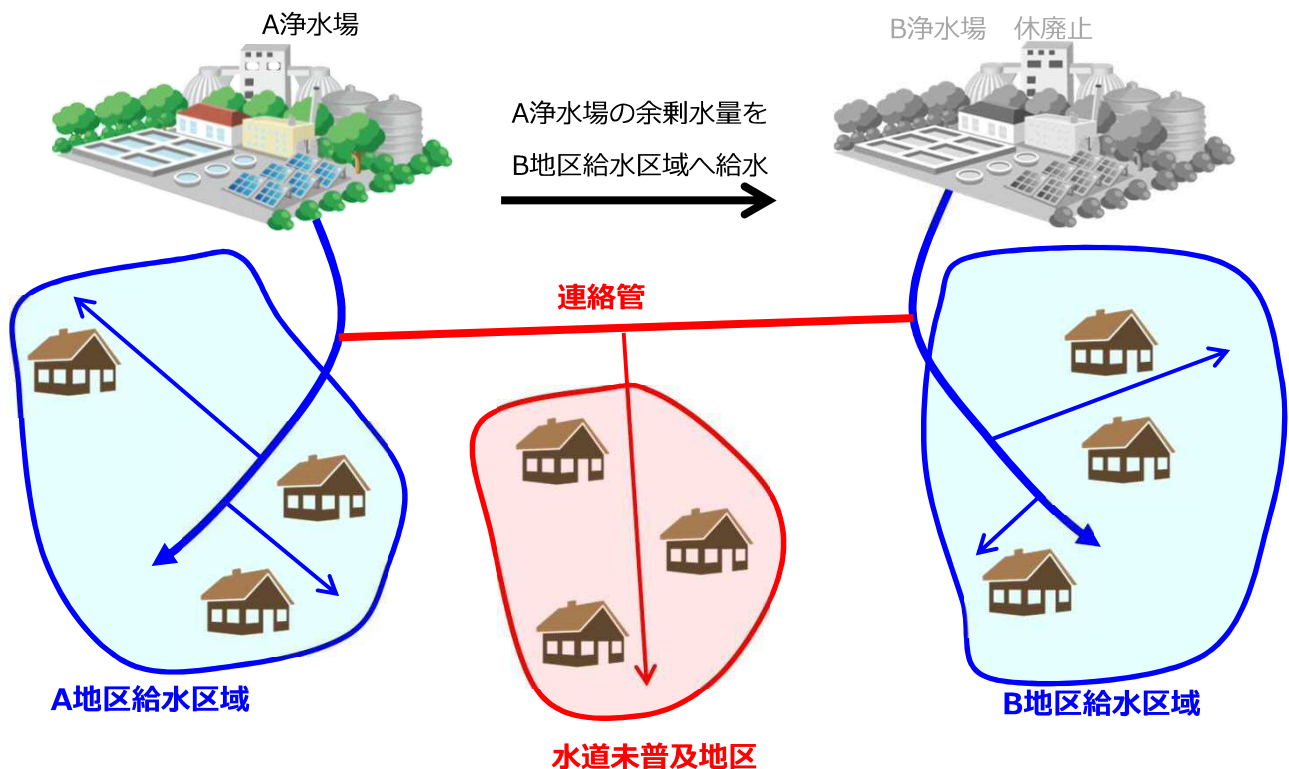 A浄水場
B浄水場　休廃止
A浄水場の余剰水量を
B地区給水区域へ給水
連絡管
A地区給水区域
B地区給水区域
水道未普及地区